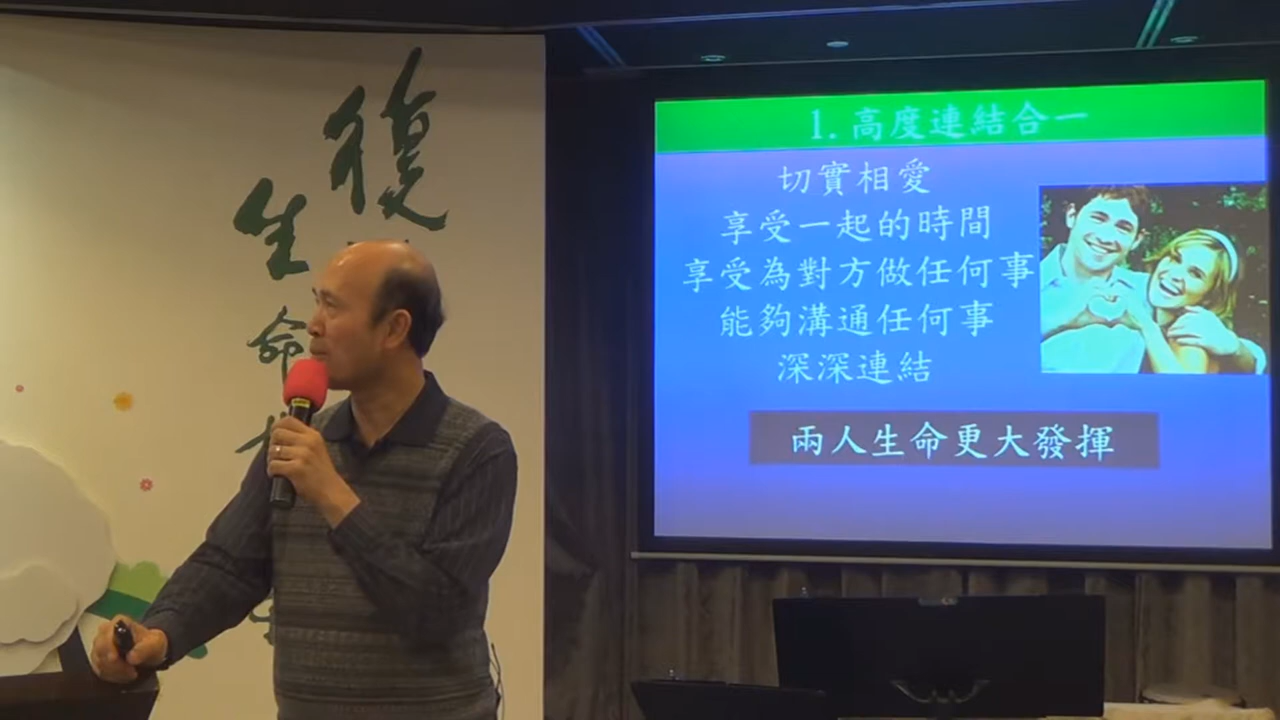 復
生
命
1.高度連結合一
切實相愛
享受一起的時間
享受為對方做任何事
能夠溝通任何事
深深連結
兩人生命更大發揮